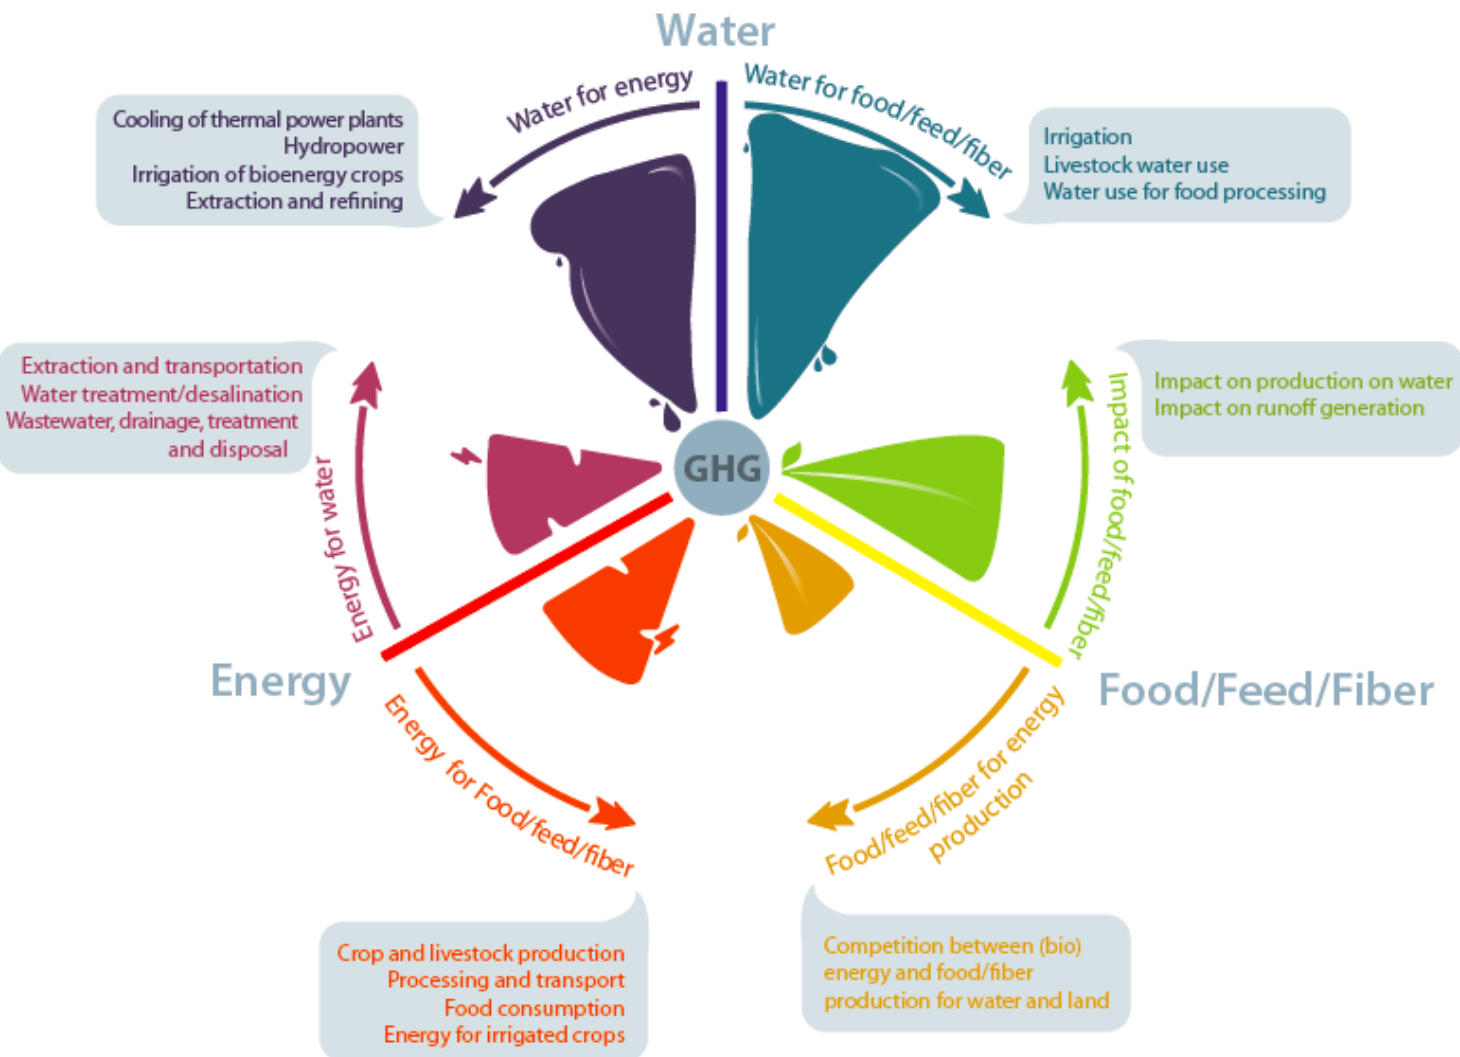 Water
Water for energy
Water for food/feed/fiber
Cooling of thermal power plants
Hydropower
Irrigation of bioenergy crops
Extraction and refining
Irrigation
Livestock water use
Water use for food processing
Extraction and transportation
Water treatment/desalination
Wastewater, drainage, treatment
and disposal
Energy for water
GHG
Impact of food/feed/fiber
Impact on production on water
Impact on runoff generation
Energy
Food/Feed/Fiber
Energy for Food/feed/fiber
Food/feed/fiber for energy
production
Crop and livestock production
Processing and transport
Food consumption
Energy for irrigated crops
Competition between (bio)
energy and food/fiber
production for water and land